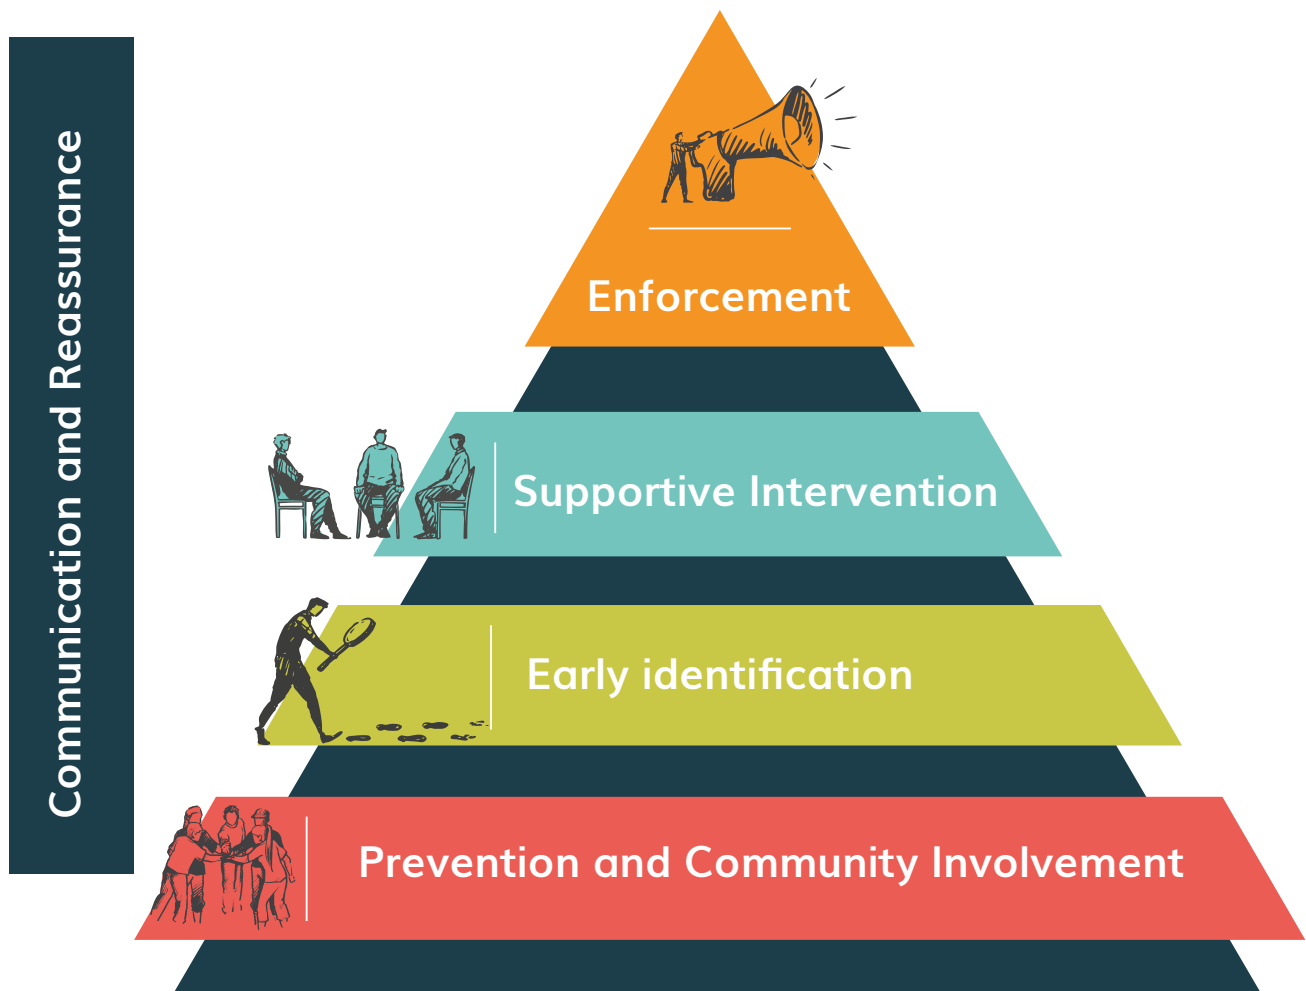 Communication and Reassurance
Enforcement
Supportive Intervention
Early identification
Prevention and Community Involvement